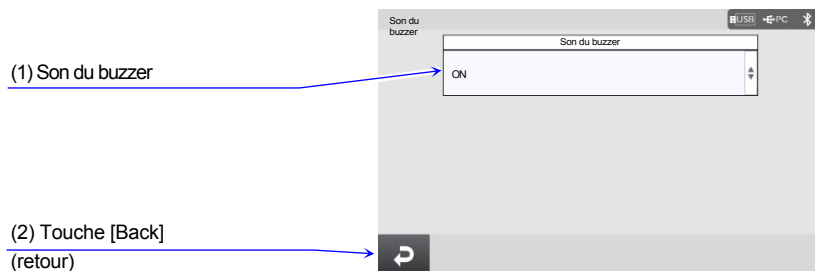 Son du
buzzer
USB PC
Son du buzzer
(1) Son du buzzer
ON
(2) Touche [Back]
(retour)